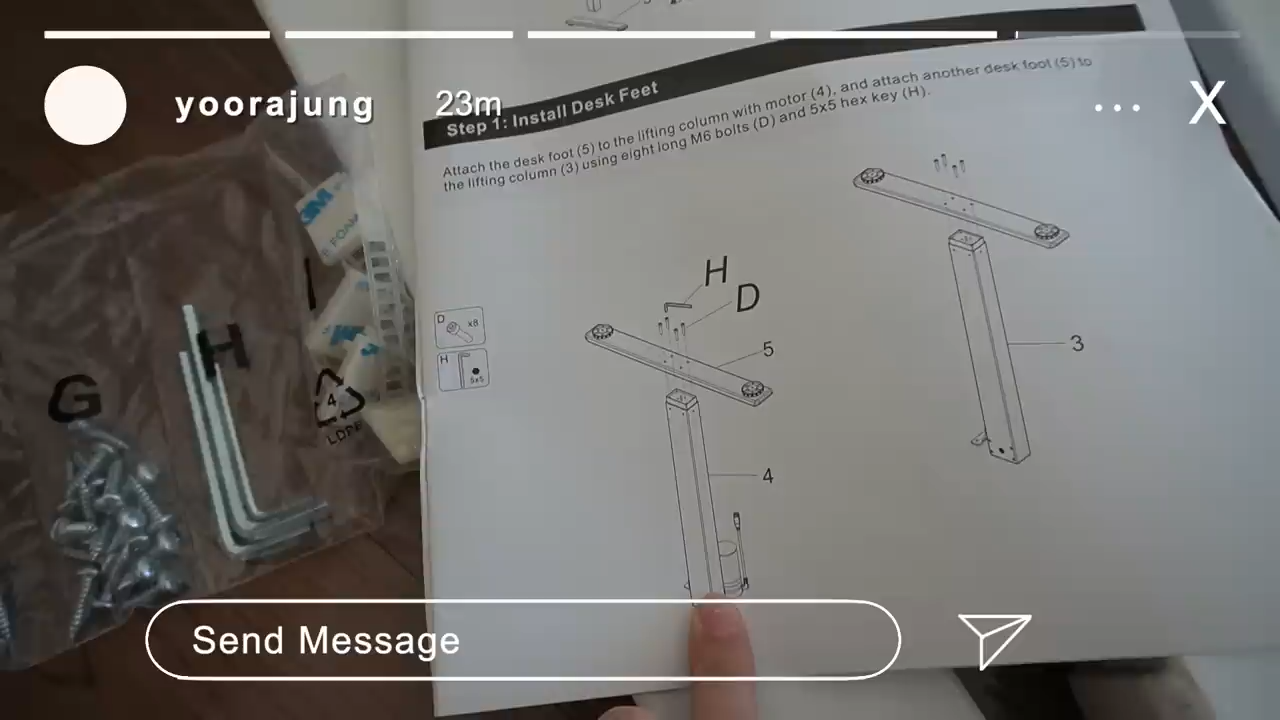 yoorajung 23m
... X
Step 1: Install Desk Feet
Attach the desk foot (5) to the lifting column with motor (4), and attach another desk foot (5) to
the lifting column (3) using eight long M6 bolts (D) and 5x5 hex key (H).
3M
FOAM
I
H
G
4
LDPE
D
x8
H
5x5
H
D
5
4
3
Send Message